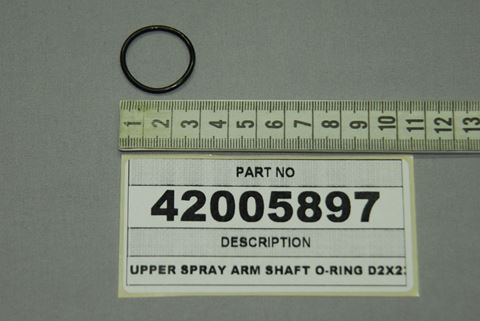 1 2 3 4 5 6 7 8 9 10 11 12 13
PART NO
42005897
DESCRIPTION
UPPER SPRAY ARM SHAFT O-RING D2X2